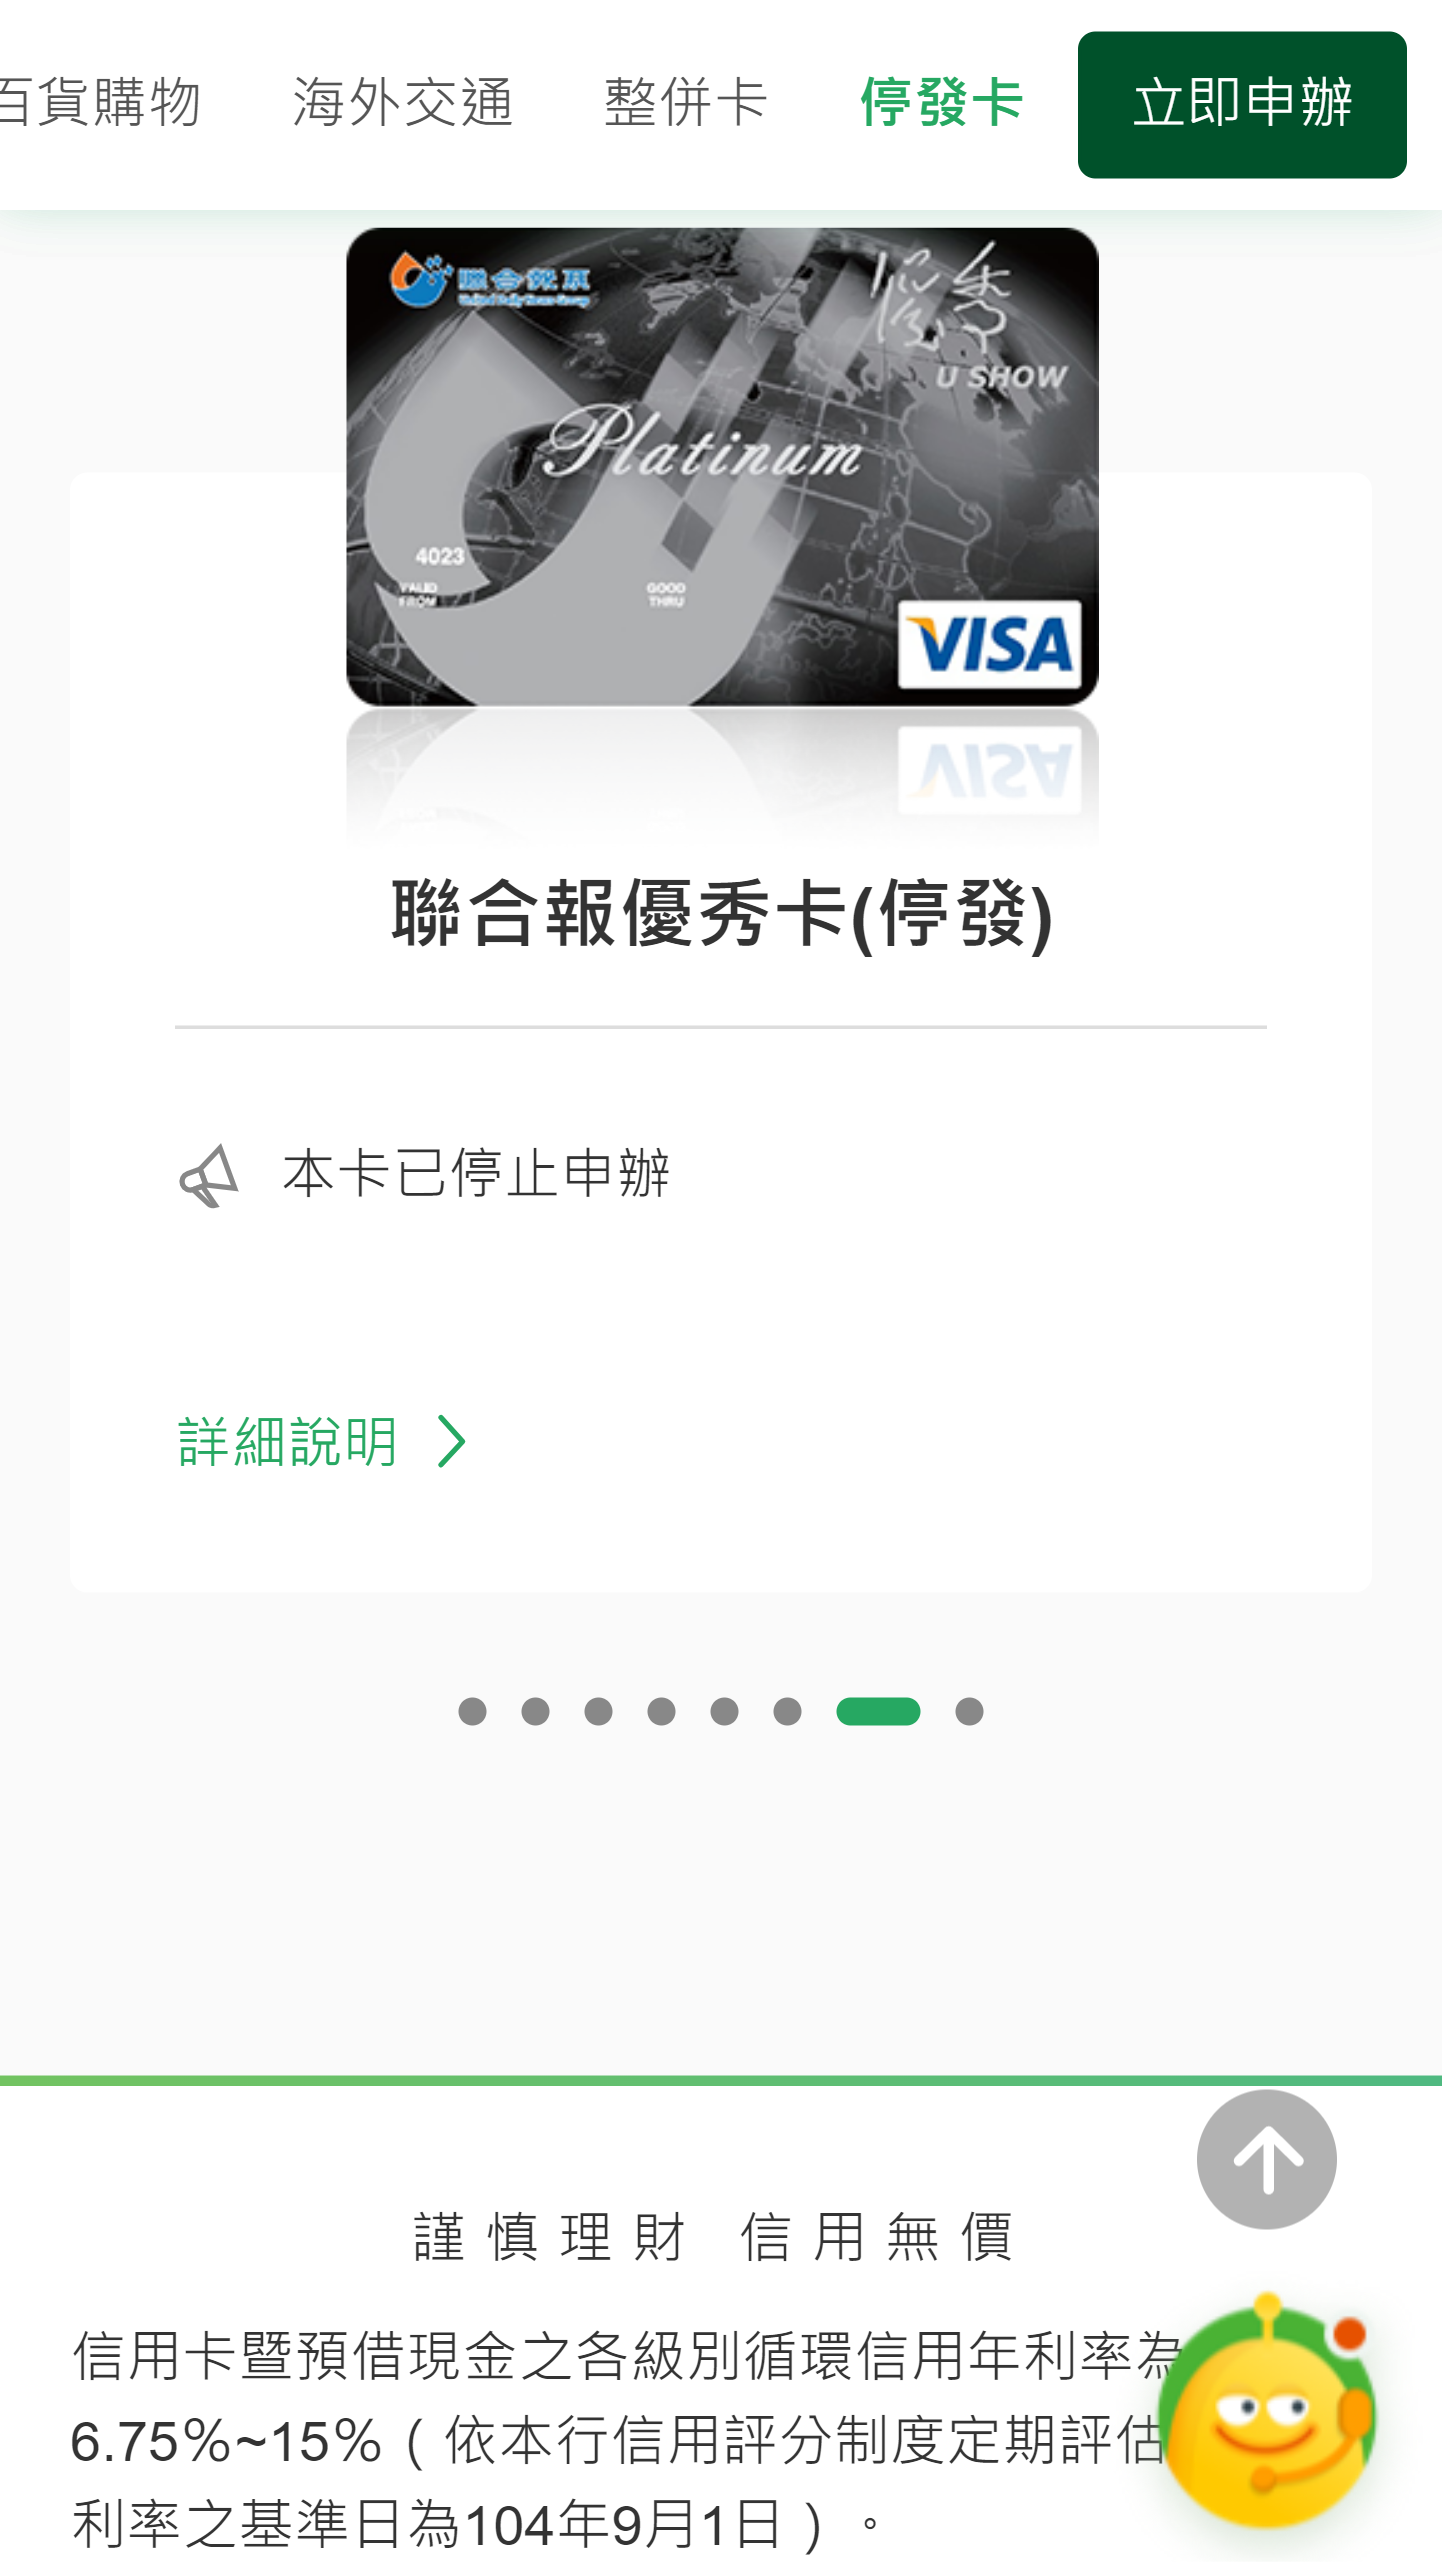 百貨購物 海外交通 整併卡 停發卡 立即申辦
聯合報系
優秀
U SHOW
Platinum
4023
VALID FROM GOOD THRU
VISA
聯合報優秀卡(停發)
本卡已停止申辦
詳細說明
謹慎理財 信用無價
信用卡暨預借現金之各級別循環信用年利率為
6.75%~15%（依本行信用評分制度定期評估
利率之基準日為104年9月1日）。